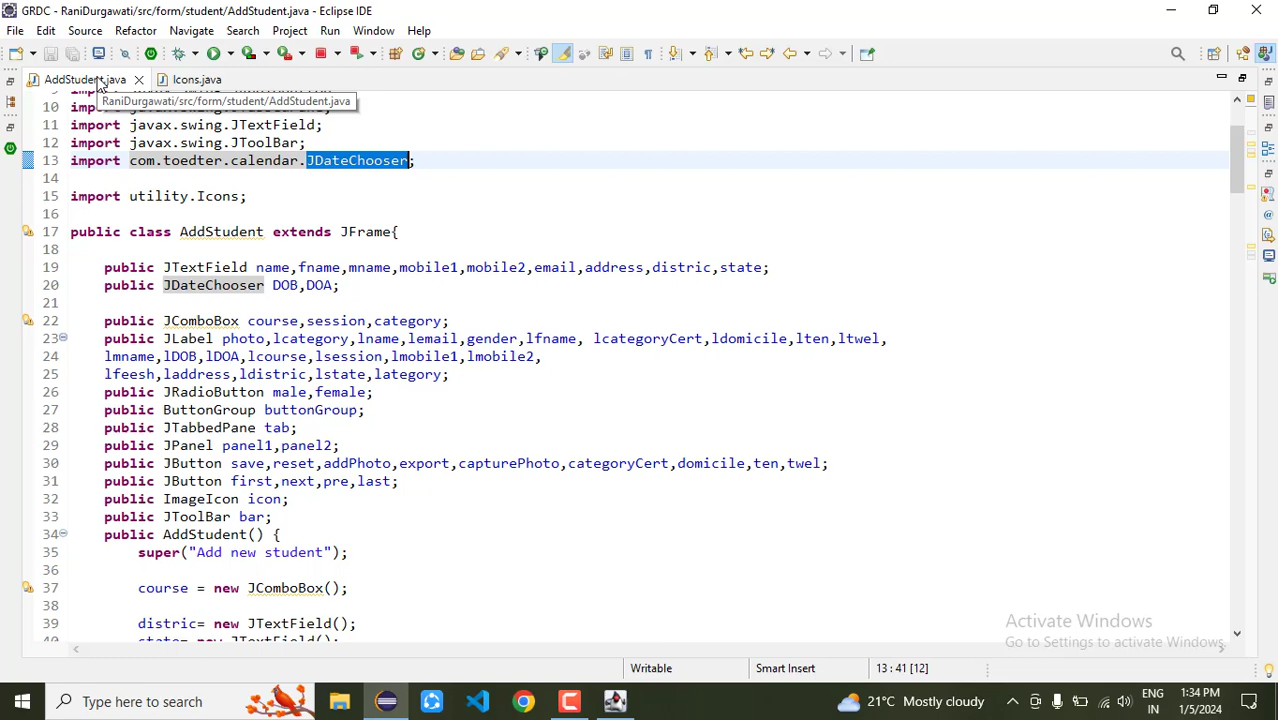 GRDC - RaniDurgawati/src/form/student/AddStudent.java - Eclipse IDE
File Edit Source Refactor Navigate Search Project Run Window Help
AddStudent.java Icons.java
RaniDurgawati/src/form/student/AddStudent.java
10
11 import javax.swing.JTextField;
12 import javax.swing.JToolBar;
13 import com.toedter.calendar.JDateChooser;
14
15 import utility.Icons;
16
17 public class AddStudent extends JFrame{
18
19 public JTextField name,fname,mname,mobile1,mobile2,email,address,distric,state;
20 public JDateChooser DOB,DOA;
21
22 public JComboBox course,session,category;
23 public JLabel photo,lcategory,lname,lemail,gender,lfname, lcategoryCert,ldomicile,lten,ltwel,
24 lmname,lDOB,lDOA,lcourse,lsession,lmobile1,lmobile2,
25 lfeesh,laddress,ldistric,lstate,lategory;
26 public JRadioButton male,female;
27 public ButtonGroup buttonGroup;
28 public JTabbedPane tab;
29 public JPanel panel1,panel2;
30 public JButton save,reset,addPhoto,export,capturePhoto,categoryCert,domicile,ten,twel;
31 public JButton first,next,pre,last;
32 public ImageIcon icon;
33 public JToolBar bar;
34 public AddStudent() {
35 super("Add new student");
36
37 course = new JComboBox();
38
39 distric= new JTextField();
40 state= new JTextField();
Activate Windows
Go to Settings to activate Windows.
Writable Smart Insert 13 : 41 [12]
Type here to search
21°C Mostly cloudy
ENG
IN
1:34 PM
1/5/2024